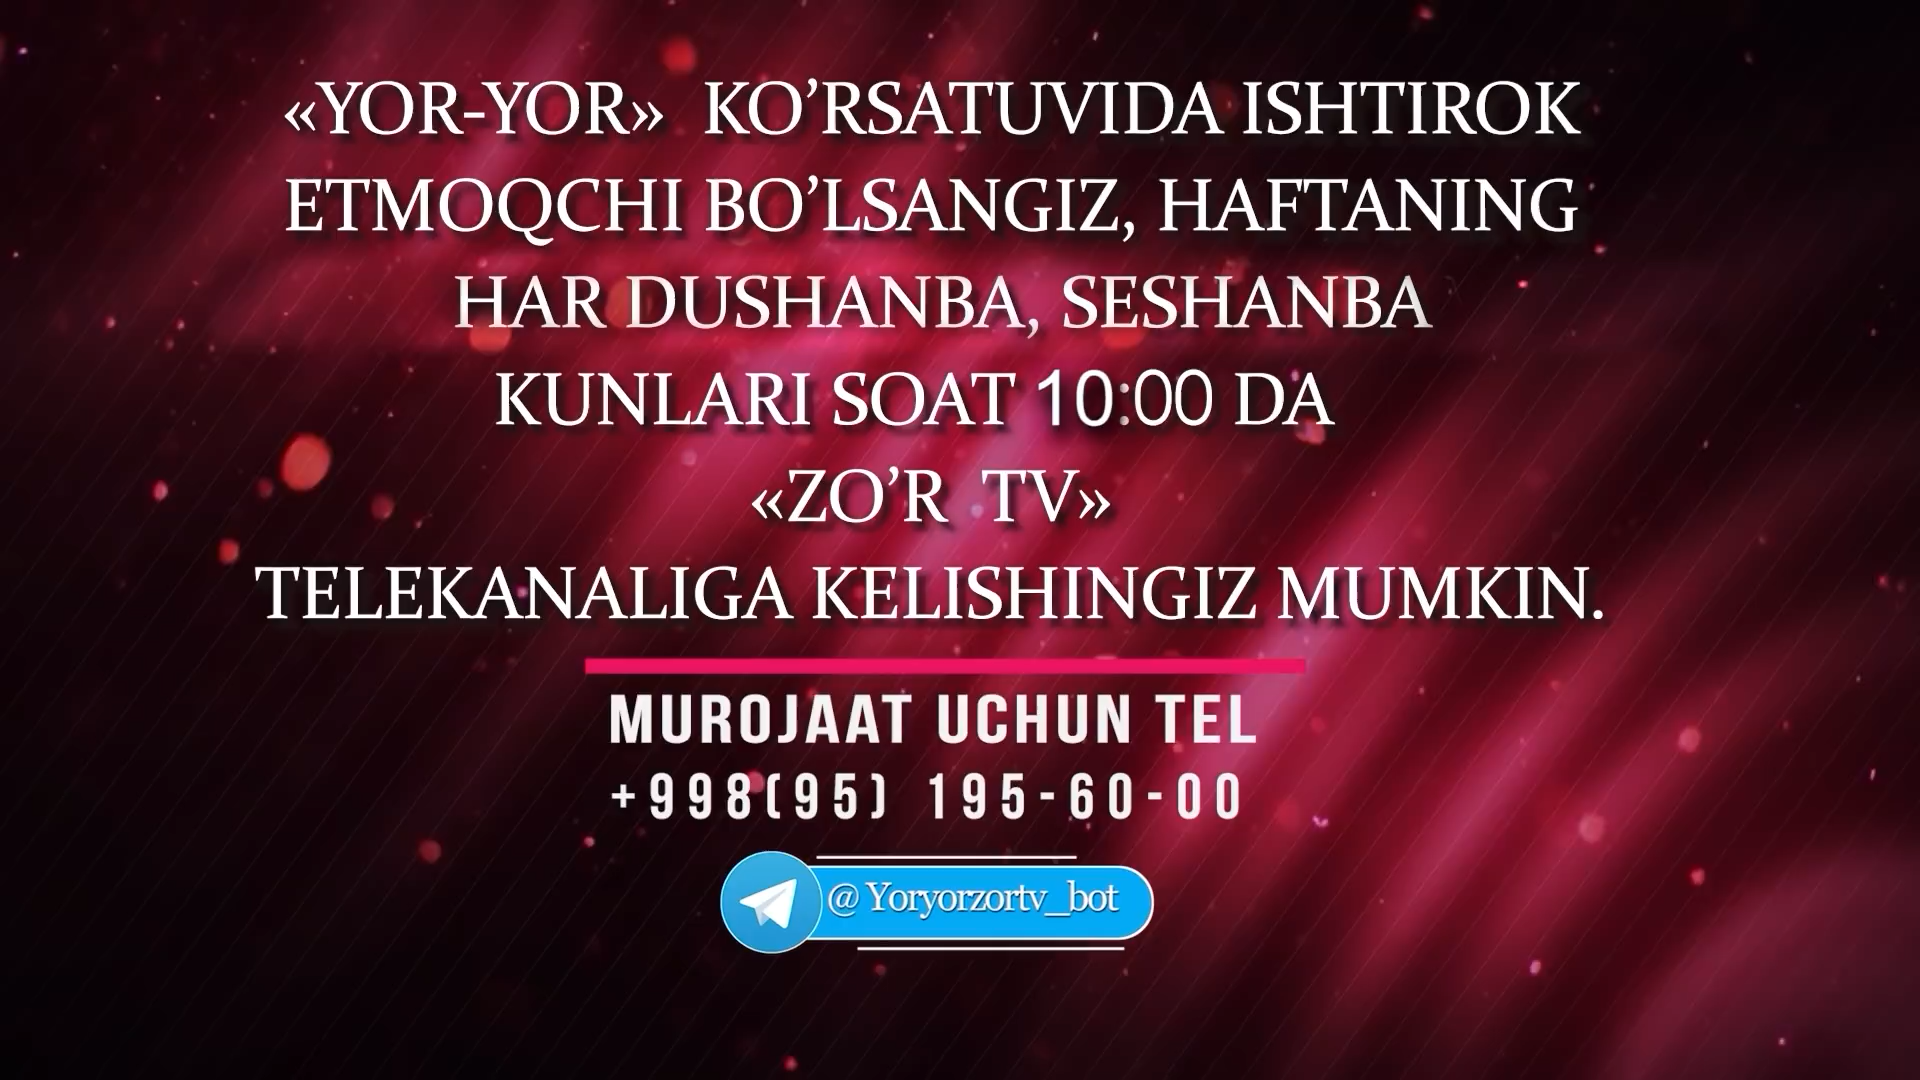 «YOR-YOR» KO’RSATUVIDA ISHTIROK
ETMOQCHI BO’LSANGIZ, HAFTANING
HAR DUSHANBA, SESHANBA
KUNLARI SOAT 10:00 DA
«ZO’R TV»
TELEKANALIGA KELISHINGIZ MUMKIN.
MUROJAAT UCHUN TEL
+998(95) 195-60-00
@ Yoryorzortv_bot